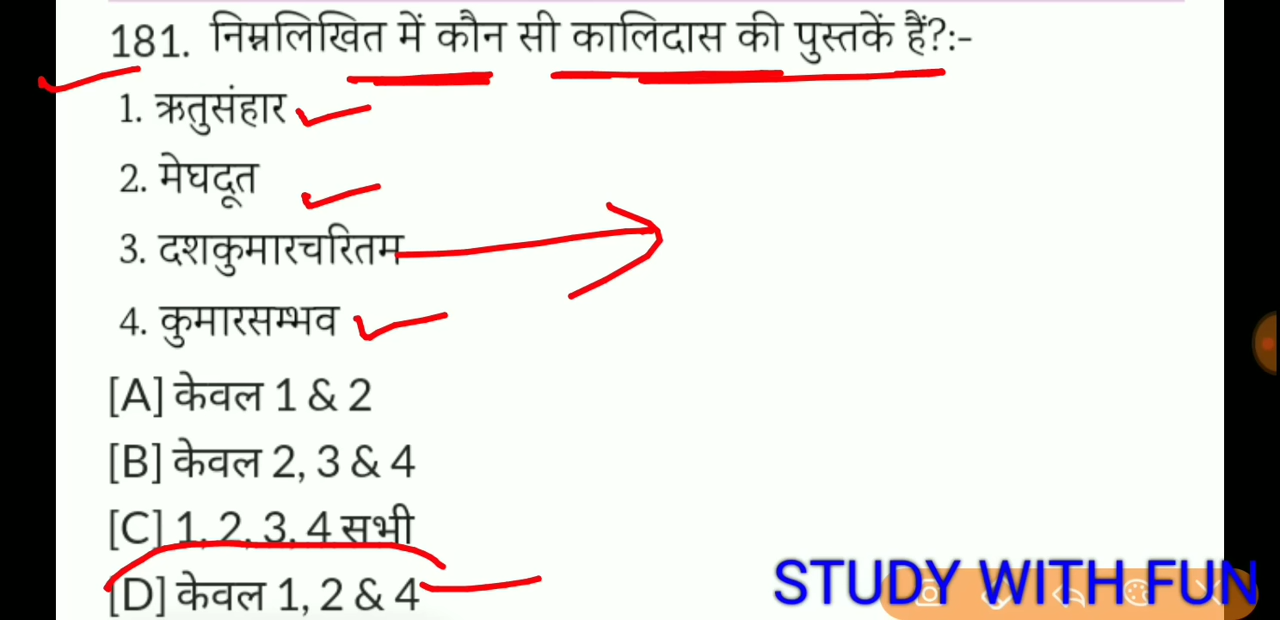 181. निम्नलिखित में कौन सी कालिदास की पुस्तकें हैं?:-
1. ऋतुसंहार
2. मेघदूत
3. दशकुमारचरितम
4. कुमारसम्भव
[A] केवल 1 & 2
[B] केवल 2, 3 & 4
[C] 1, 2, 3, 4 सभी
[D] केवल 1, 2 & 4
STUDY WITH FUN